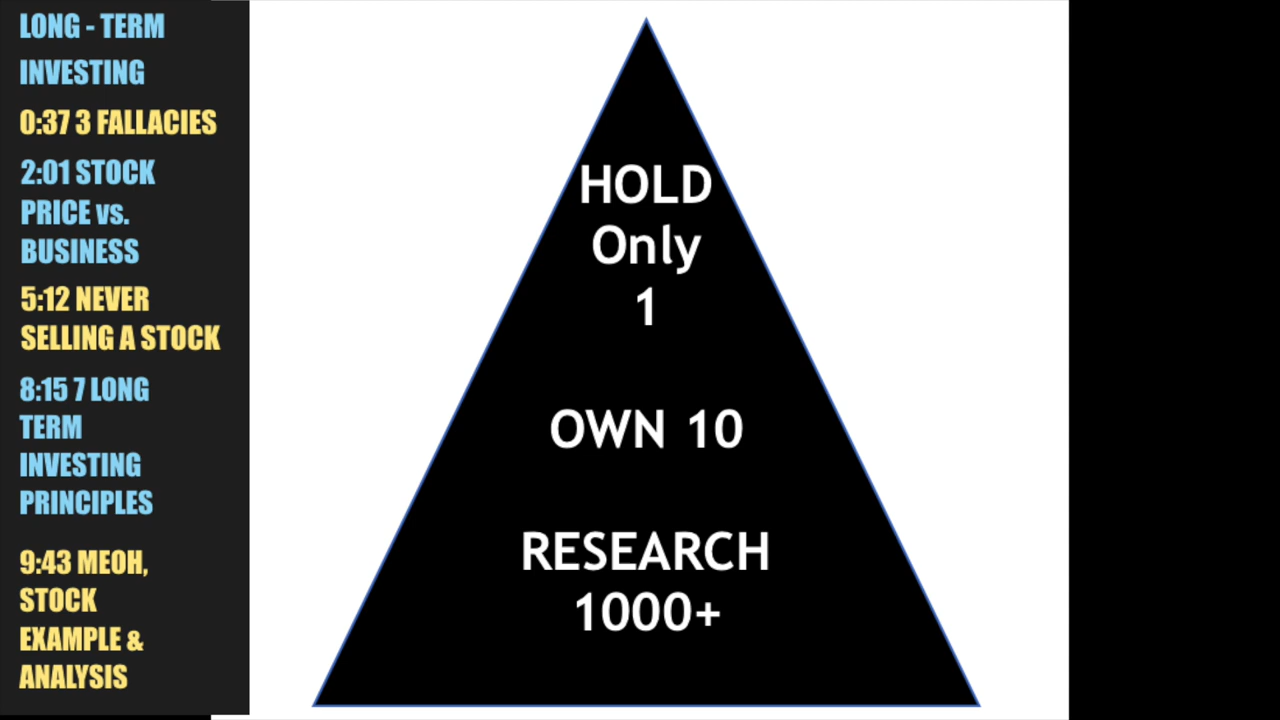 LONG - TERM
INVESTING
0:37 3 FALLACIES
2:01 STOCK
PRICE vs.
BUSINESS
5:12 NEVER
SELLING A STOCK
8:15 7 LONG
TERM
INVESTING
PRINCIPLES
9:43 MEOH,
STOCK
EXAMPLE &
ANALYSIS
HOLD
Only
1
OWN 10
RESEARCH
1000+